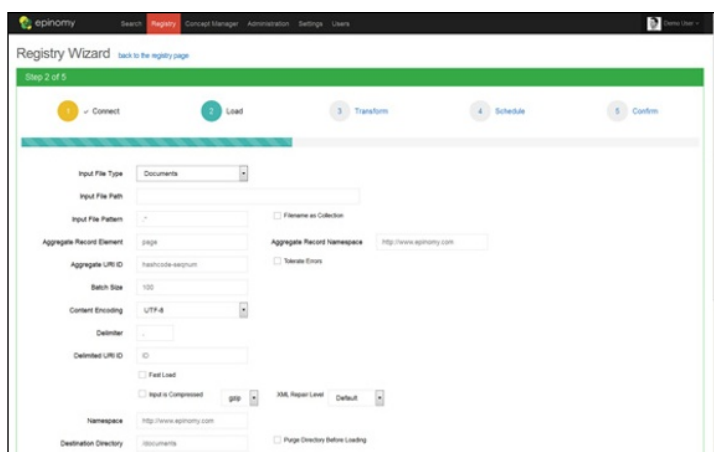 epinomy Search Registry Concept Manager Administration Settings Users Demo User
Registry Wizard back to the registry page
Step 2 of 5
1 ✓ Connect 2 Load 3 Transform 4 Schedule 5 Confirm
Input File Type Documents
Input File Path
Input File Pattern .* Filename as Collection
Aggregate Record Element page Aggregate Record Namespace http://www.epinomy.com
Aggregate URI ID hashcode-seqnum Tolerate Errors
Batch Size 100
Content Encoding UTF-8
Delimiter ,
Delimited URI ID ID
Fast Load
Input is Compressed gzip XML Repair Level Default
Namespace http://www.epinomy.com
Destination Directory /documents Purge Directory Before Loading